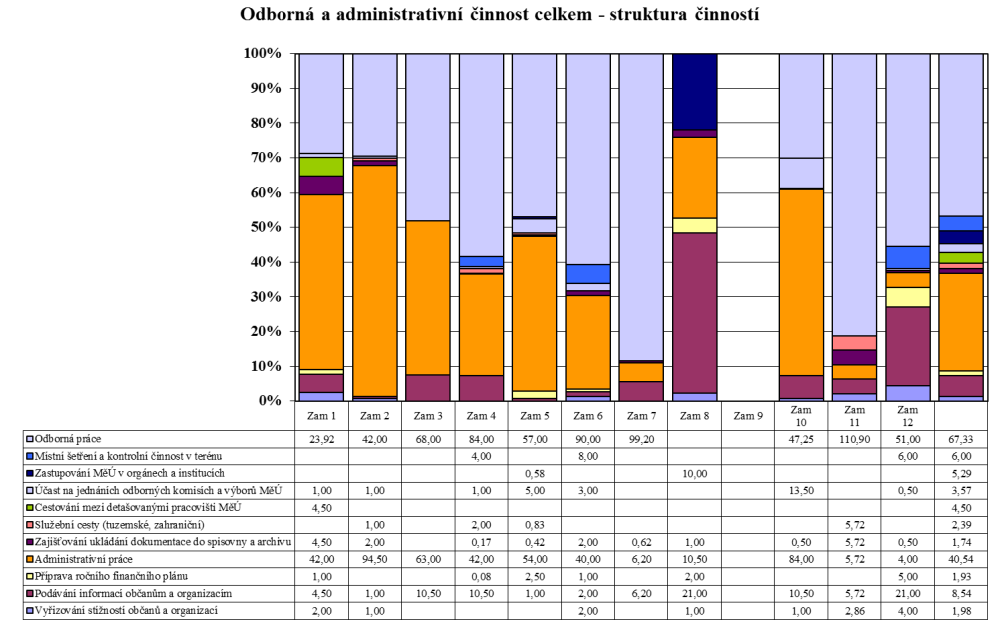 Odborná a administrativní činnost celkem - struktura činností
100%
90%
80%
70%
60%
50%
40%
30%
20%
10%
0%
Zam 1 Zam 2 Zam 3 Zam 4 Zam 5 Zam 6 Zam 7 Zam 8 Zam 9 Zam 10 Zam 11 Zam 12
Odborná práce 23,92 42,00 68,00 84,00 57,00 90,00 99,20 47,25 110,90 51,00 67,33
Místní šetření a kontrolní činnost v terénu 4,00 8,00 6,00 6,00
Zastupování MěÚ v orgánech a institucích 0,58 10,00 5,29
Účast na jednáních odborných komisích a výborů MěÚ 1,00 1,00 1,00 5,00 3,00 13,50 0,50 3,57
Cestování mezi detašovanými pracovišti MěÚ 4,50 4,50
Služební cesty (tuzemské, zahraniční) 1,00 2,00 0,83 5,72 2,39
Zajišťování ukládání dokumentace do spisovny a archivu 4,50 2,00 0,17 0,42 2,00 0,62 1,00 0,50 5,72 0,50 1,74
Administrativní práce 42,00 94,50 63,00 42,00 54,00 40,00 6,20 10,50 84,00 5,72 4,00 40,54
Příprava ročního finančního plánu 1,00 0,08 2,50 1,00 2,00 5,00 1,93
Podávání informací občanům a organizacím 4,50 1,00 10,50 10,50 1,00 2,00 6,20 21,00 10,50 5,72 21,00 8,54
Vyřizování stížností občanů a organizací 2,00 1,00 2,00 1,00 1,00 2,86 4,00 1,98